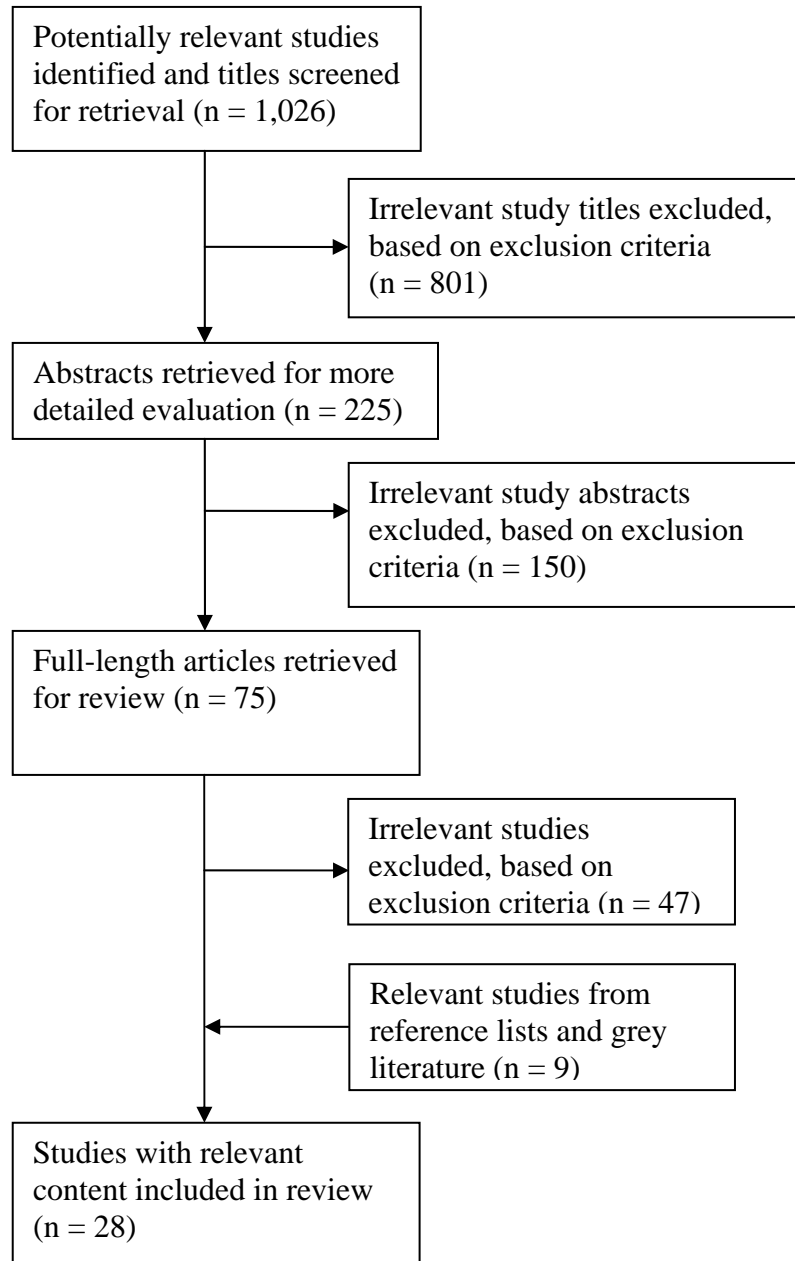 Potentially relevant studies
identified and titles screened
for retrieval (n = 1,026)
Irrelevant study titles excluded,
based on exclusion criteria
(n = 801)
Abstracts retrieved for more
detailed evaluation (n = 225)
Irrelevant study abstracts
excluded, based on exclusion
criteria (n = 150)
Full-length articles retrieved
for review (n = 75)
Irrelevant studies
excluded, based on
exclusion criteria (n = 47)
Relevant studies from
reference lists and grey
literature (n = 9)
Studies with relevant
content included in review
(n = 28)